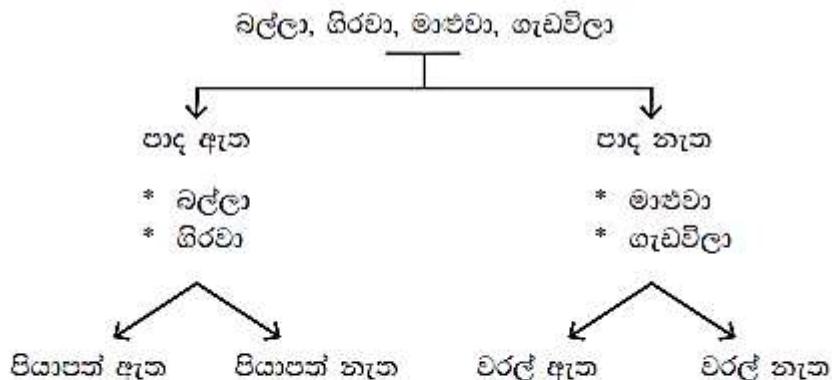 බල්ලා, ගිරවා, මාළුවා, ගැඩවිලා
පාද ඇත
පාද නැත
* බල්ලා
* ගිරවා
* මාළුවා
* ගැඩවිලා
පියාපත් ඇත
පියාපත් නැත
වරල් ඇත
වරල් නැත